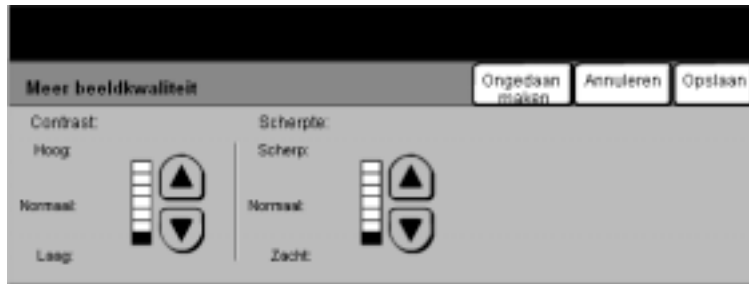 Meer beeldkwaliteit
Ongedaan
maken
Annuleren
Opslaan
Contrast:
Hoog:
Normaal:
Laag:
Scherpte:
Scherp:
Normaal:
Zacht: